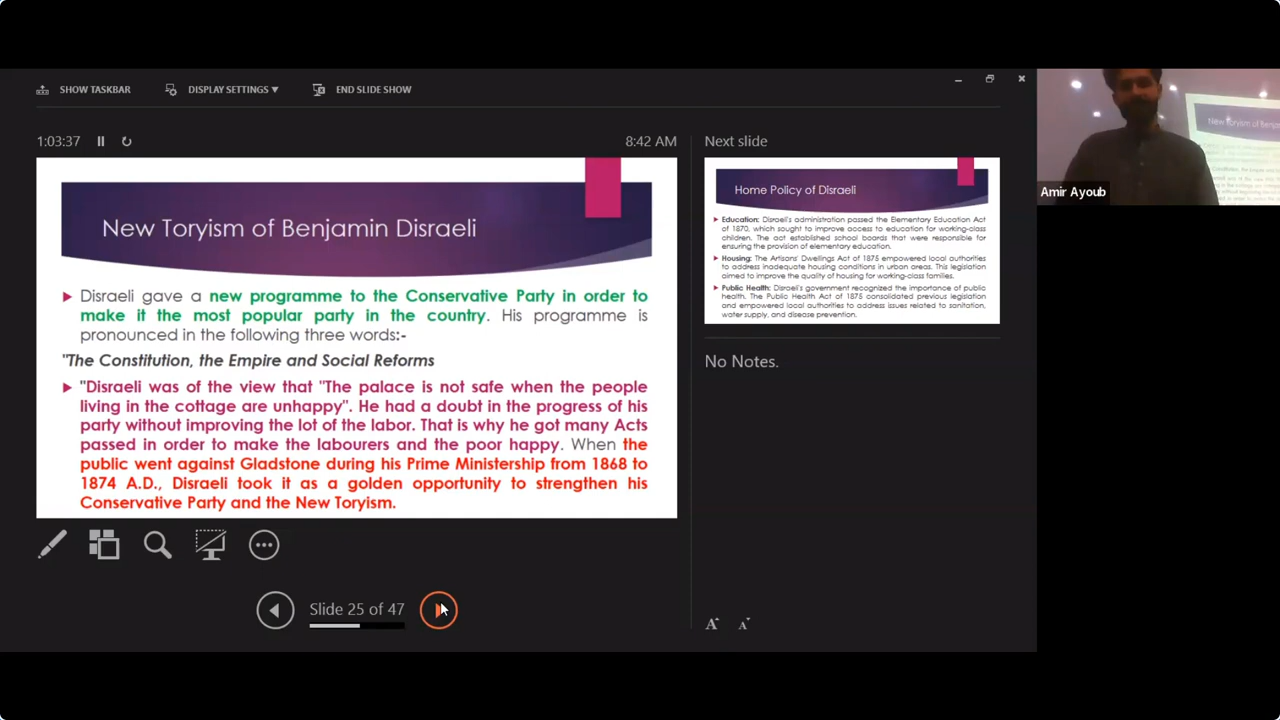 SHOW TASKBAR
DISPLAY SETTINGS ▼
END SLIDE SHOW
1:03:37
8:42 AM
New Toryism of Benjamin Disraeli
Disraeli gave a new programme to the Conservative Party in order to
make it the most popular party in the country. His programme is
pronounced in the following three words:-
"The Constitution, the Empire and Social Reforms
"Disraeli was of the view that "The palace is not safe when the people
living in the cottage are unhappy". He had a doubt in the progress of his
party without improving the lot of the labor. That is why he got many Acts
passed in order to make the labourers and the poor happy. When the
public went against Gladstone during his Prime Ministership from 1868 to
1874 A.D., Disraeli took it as a golden opportunity to strengthen his
Conservative Party and the New Toryism.
Slide 25 of 47
Next slide
Home Policy of Disraeli
Education: Disraeli's administration passed the Elementary Education Act
of 1870, which sought to improve access to education for working-class
children. The act established school boards that were responsible for
ensuring the provision of elementary education.
Housing: The Artisans' Dwellings Act of 1875 empowered local authorities
to address inadequate housing conditions in urban areas. This legislation
aimed to improve the quality of housing for working-class families.
Public Health: Disraeli's government recognized the importance of public
health. The Public Health Act of 1875 consolidated previous legislation
and empowered local authorities to address issues related to sanitation,
water supply, and disease prevention.
No Notes.
A A
Amir Ayoub
New Toryism of Benjamin